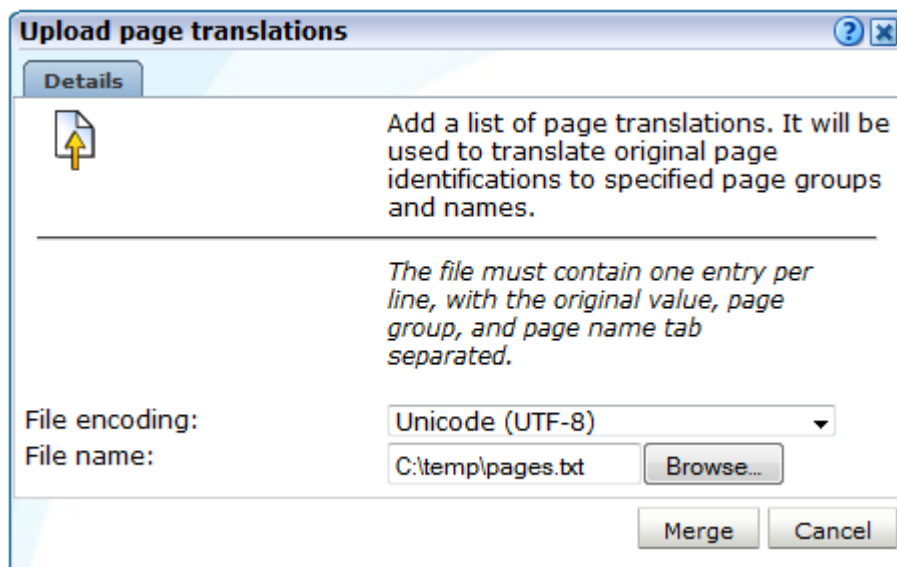 Upload page translations
Details
Add a list of page translations. It will be
used to translate original page
identifications to specified page groups
and names.
The file must contain one entry per
line, with the original value, page
group, and page name tab
separated.
File encoding: Unicode (UTF-8)
File name: C:\temp\pages.txt Browse...
Merge Cancel